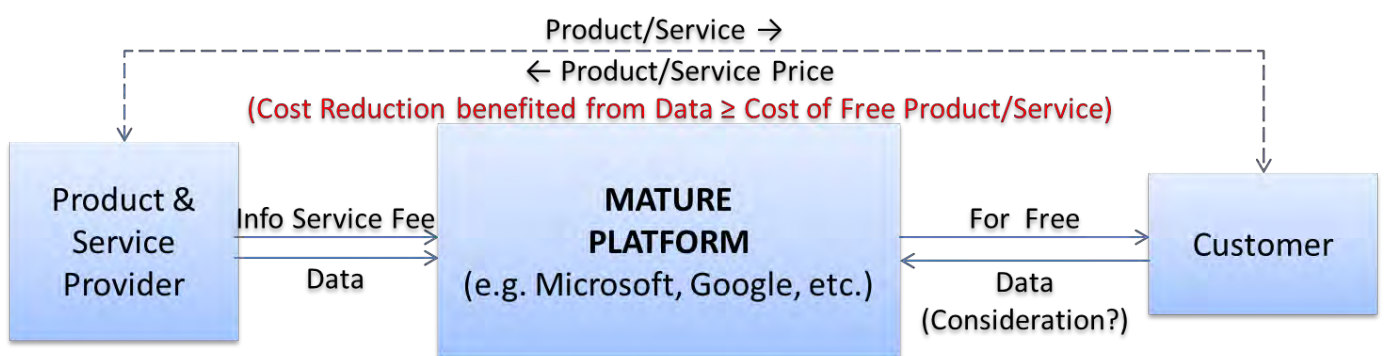 Product/Service →
← Product/Service Price
(Cost Reduction benefited from Data ≥ Cost of Free Product/Service)
Product &
Service
Provider
Info Service Fee
Data
MATURE
PLATFORM
(e.g. Microsoft, Google, etc.)
For Free
Data
(Consideration?)
Customer